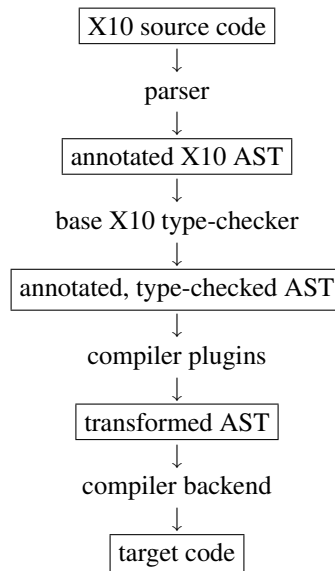 X10 source code
parser
annotated X10 AST
base X10 type-checker
annotated, type-checked AST
compiler plugins
transformed AST
compiler backend
target code